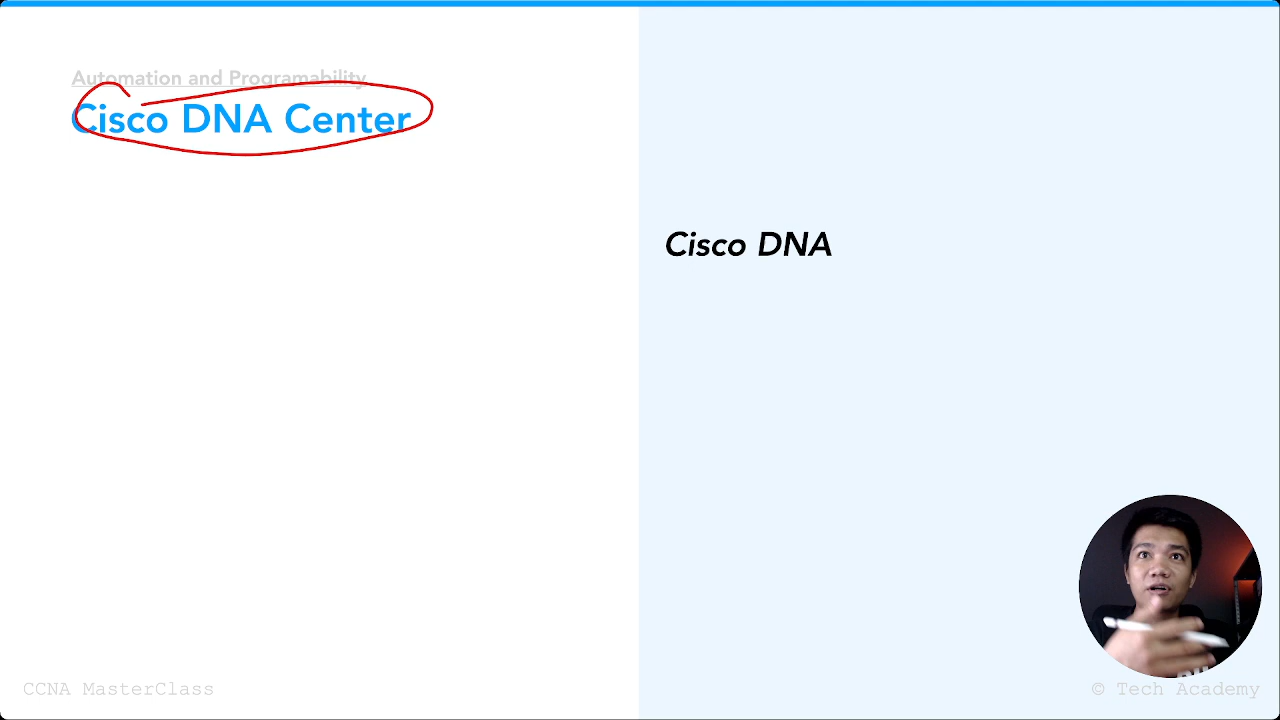 Automation and Programability
Cisco DNA Center
Cisco DNA
CCNA MasterClass
© Tech Academy